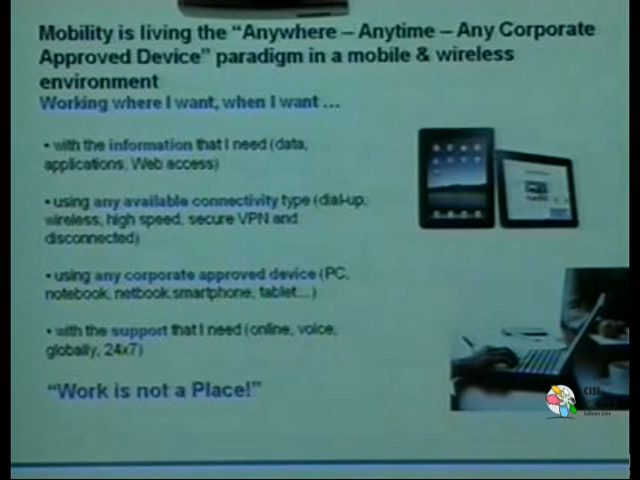 Mobility is living the “Anywhere – Anytime – Any Corporate
Approved Device” paradigm in a mobile & wireless
environment
Working where I want, when I want …
• with the information that I need (data,
applications, Web access)
• using any available connectivity type (dial-up,
wireless, high speed, secure VPN and
disconnected)
• using any corporate approved device (PC,
notebook, netbook,smartphone, tablet...)
• with the support that I need (online, voice,
globally, 24x7)
“Work is not a Place!”